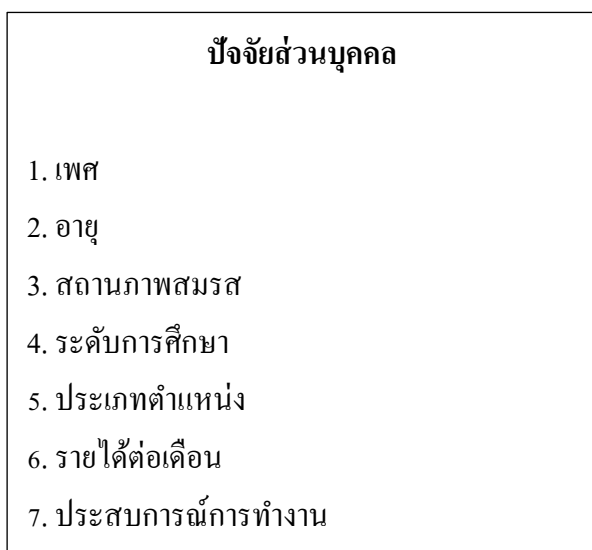 ปัจจัยส่วนบุคคล
1. เพศ
2. อายุ
3. สถานภาพสมรส
4. ระดับการศึกษา
5. ประเภทตำแหน่ง
6. รายได้ต่อเดือน
7. ประสบการณ์การทำงาน